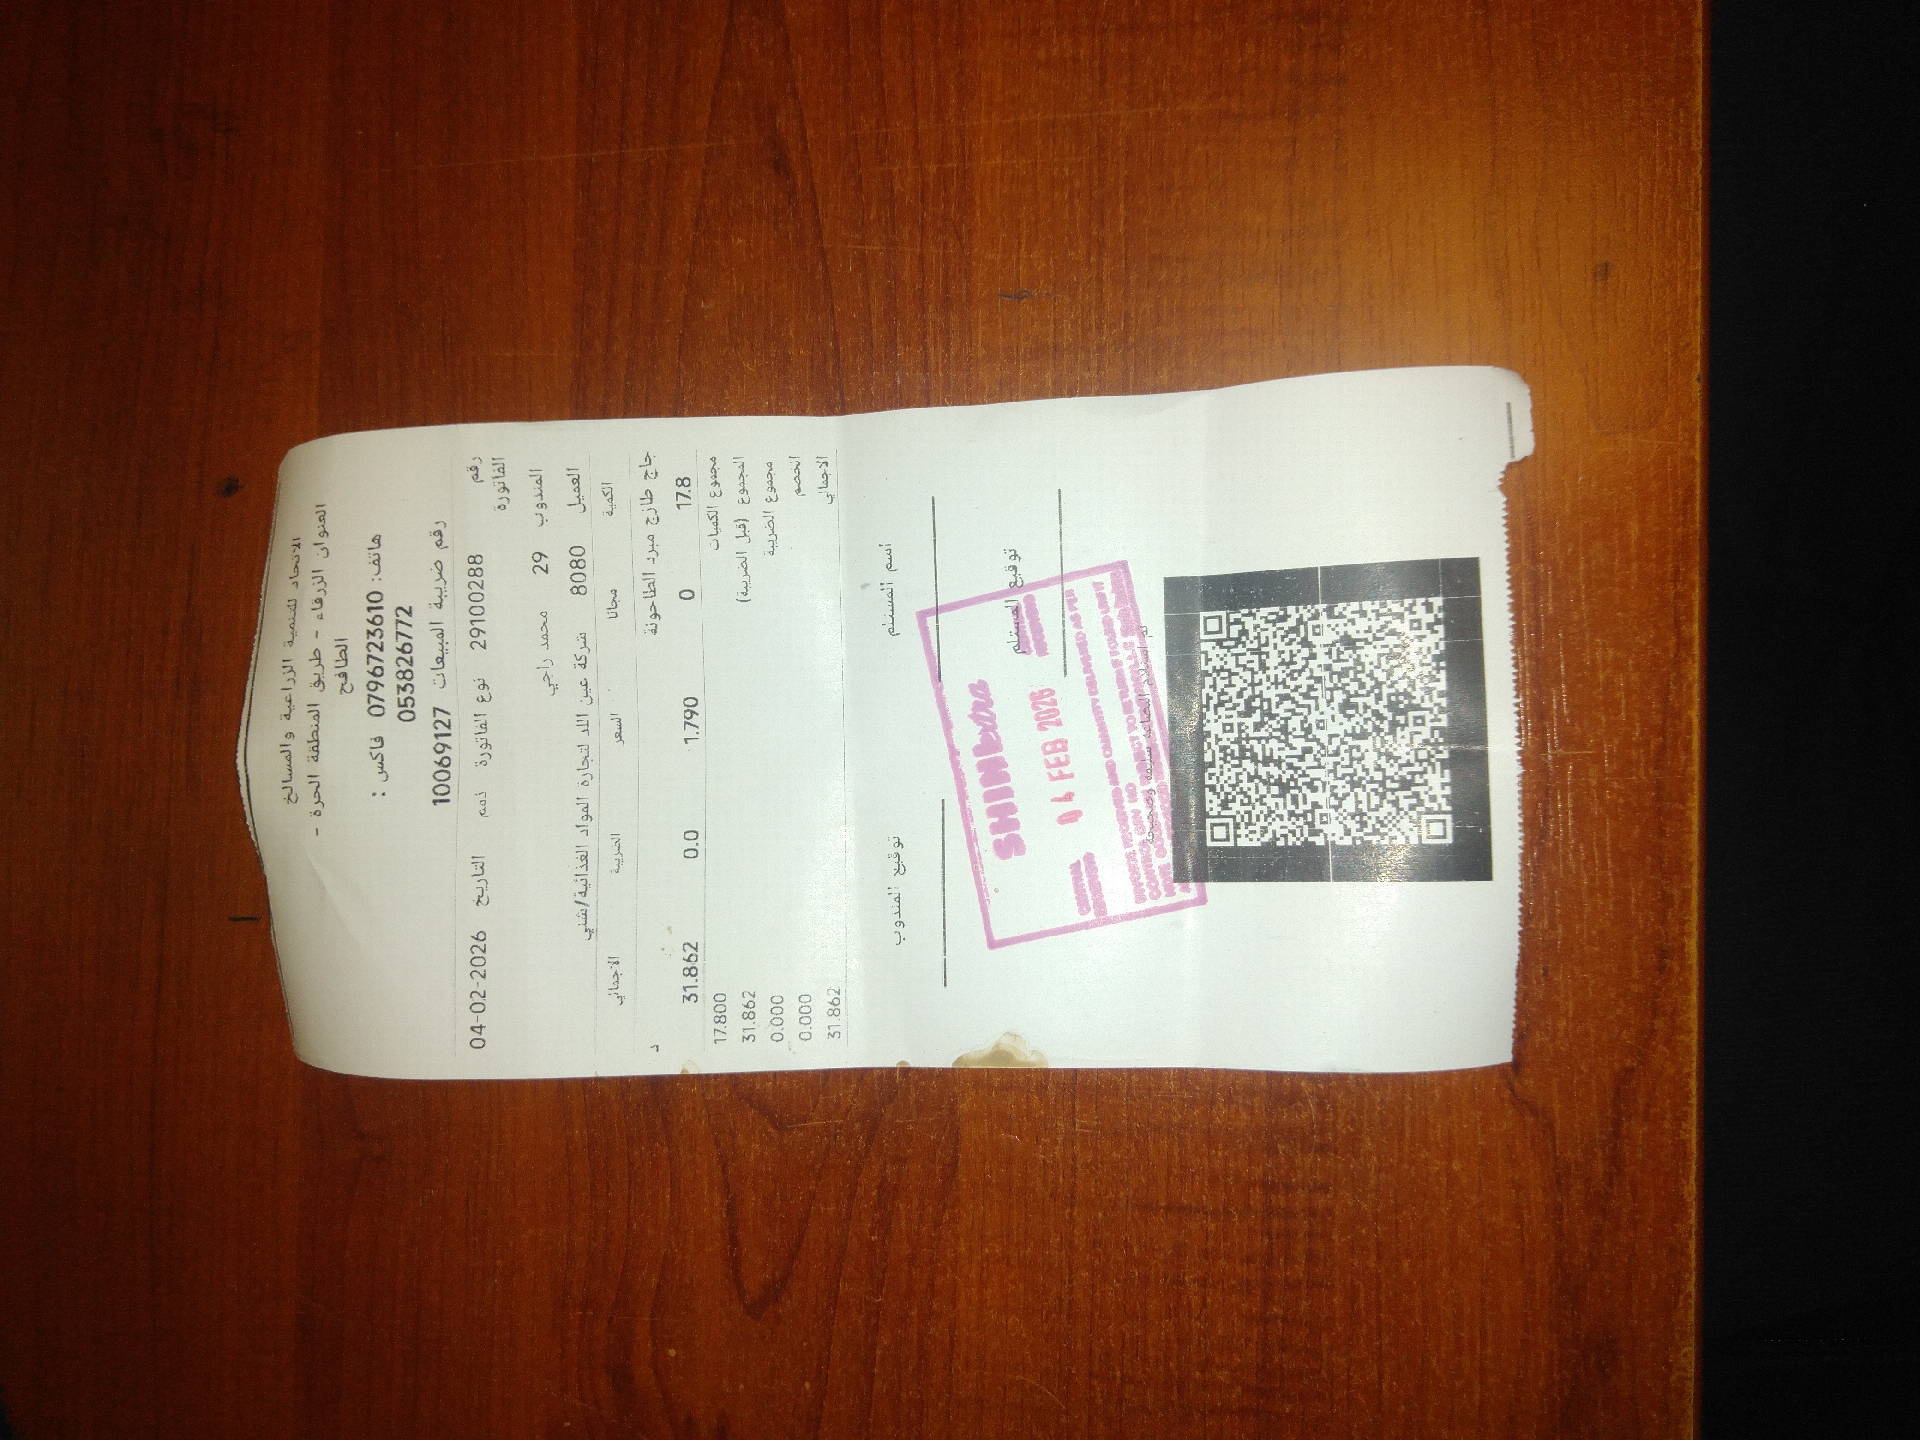 الاتحاد للتنمية الزراعية والمسالخ
العنوان الزرقاء - طريق المنطقة الحرة -
الطافح
هاتف: 0796723610 فاكس :
053826772
رقم ضريبة المبيعات 10069127
رقم الفاتورة 29100288 نوع الفاتورة ذمم التاريخ 04-02-2026
المندوب 29 محمد راجي
العميل 8080 شركة عين اللد لتجارة المواد الغذائية/شني
الكمية مجانا السعر الضريبة الاجمالي
جاج طازج مبرد الطاحونة د
17.8 0 1.790 0.0 31.862
مجموع الكميات 17.800
المجموع (قبل الضريبة) 31.862
مجموع الضريبة 0.000
الخصم 0.000
الاجمالي 31.862
اسم المستلم توقيع المندوب
توقيع المستلم
04 FEB 2026